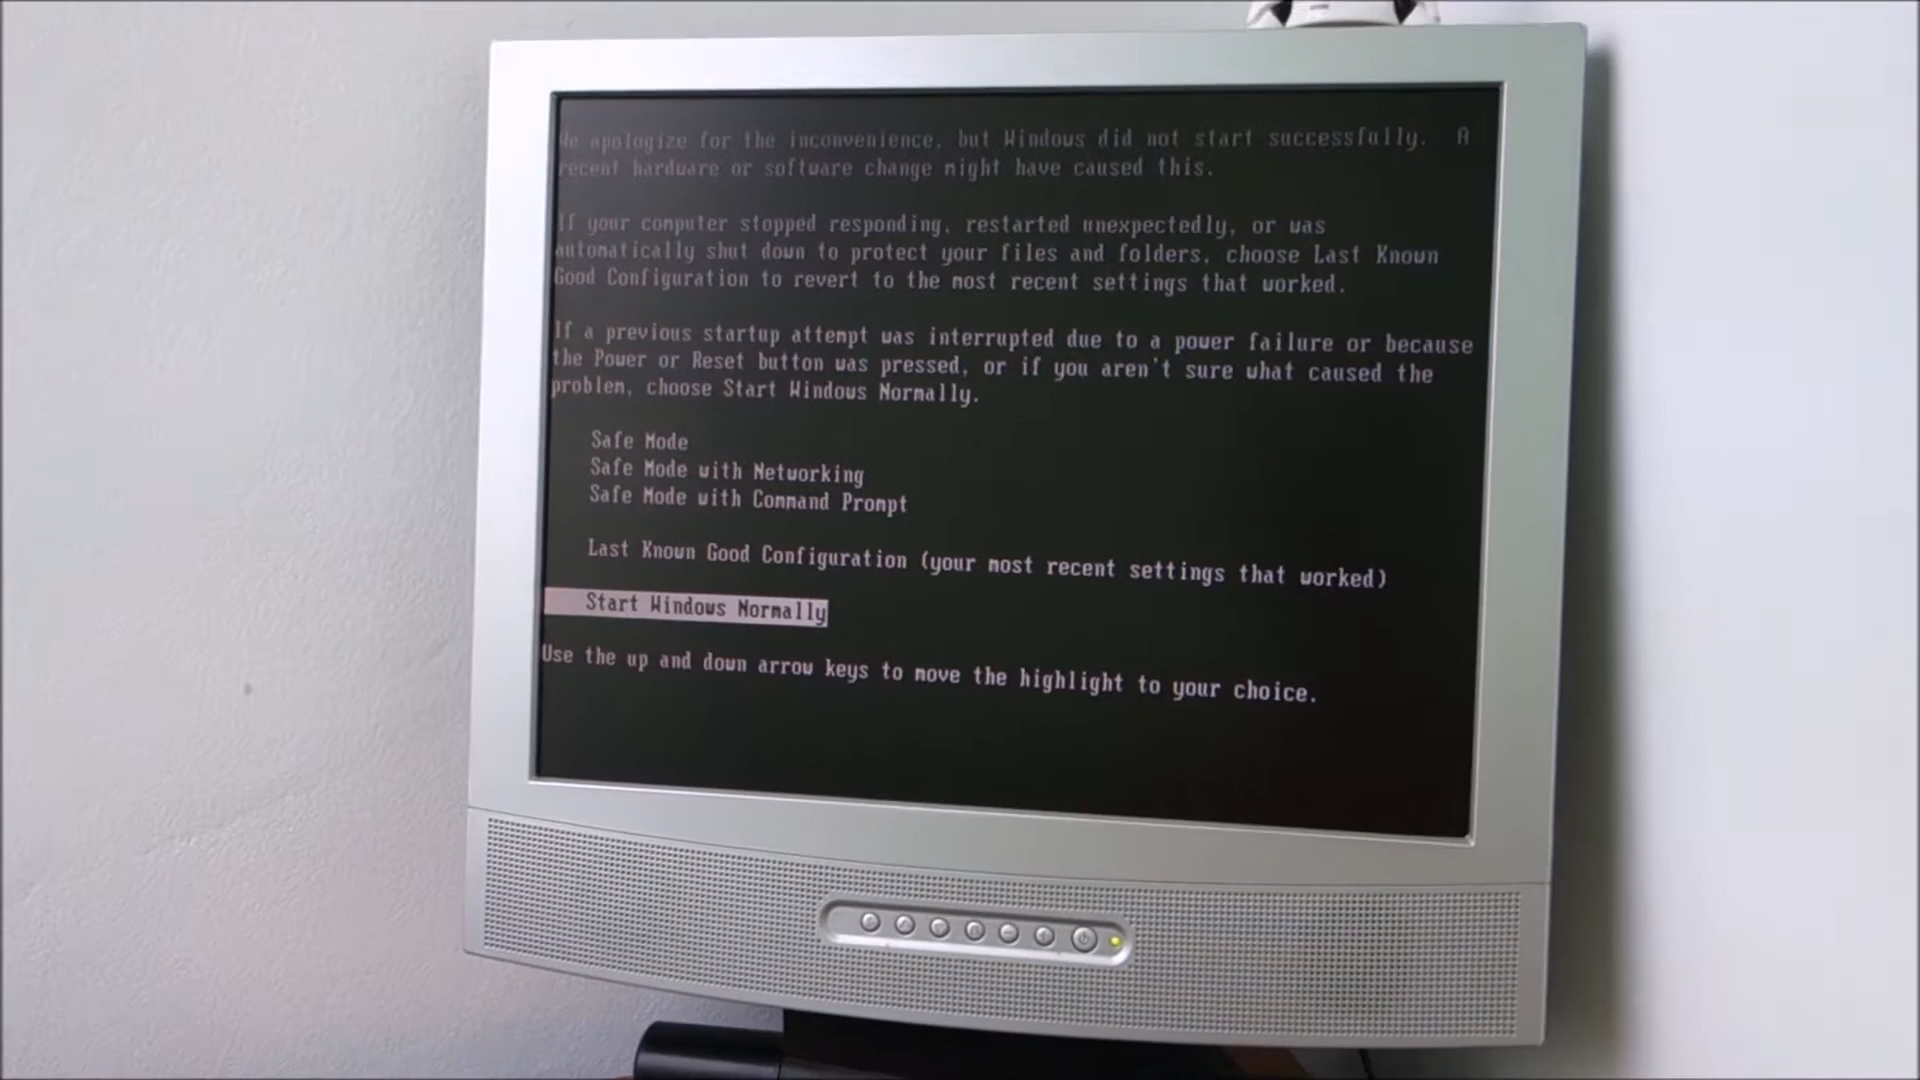 We apologize for the inconvenience, but Windows did not start successfully. A
recent hardware or software change might have caused this.
If your computer stopped responding, restarted unexpectedly, or was
automatically shut down to protect your files and folders, choose Last Known
Good Configuration to revert to the most recent settings that worked.
If a previous startup attempt was interrupted due to a power failure or because
the Power or Reset button was pressed, or if you aren't sure what caused the
problem, choose Start Windows Normally.
Safe Mode
Safe Mode with Networking
Safe Mode with Command Prompt
Last Known Good Configuration (your most recent settings that worked)
Start Windows Normally
Use the up and down arrow keys to move the highlight to your choice.